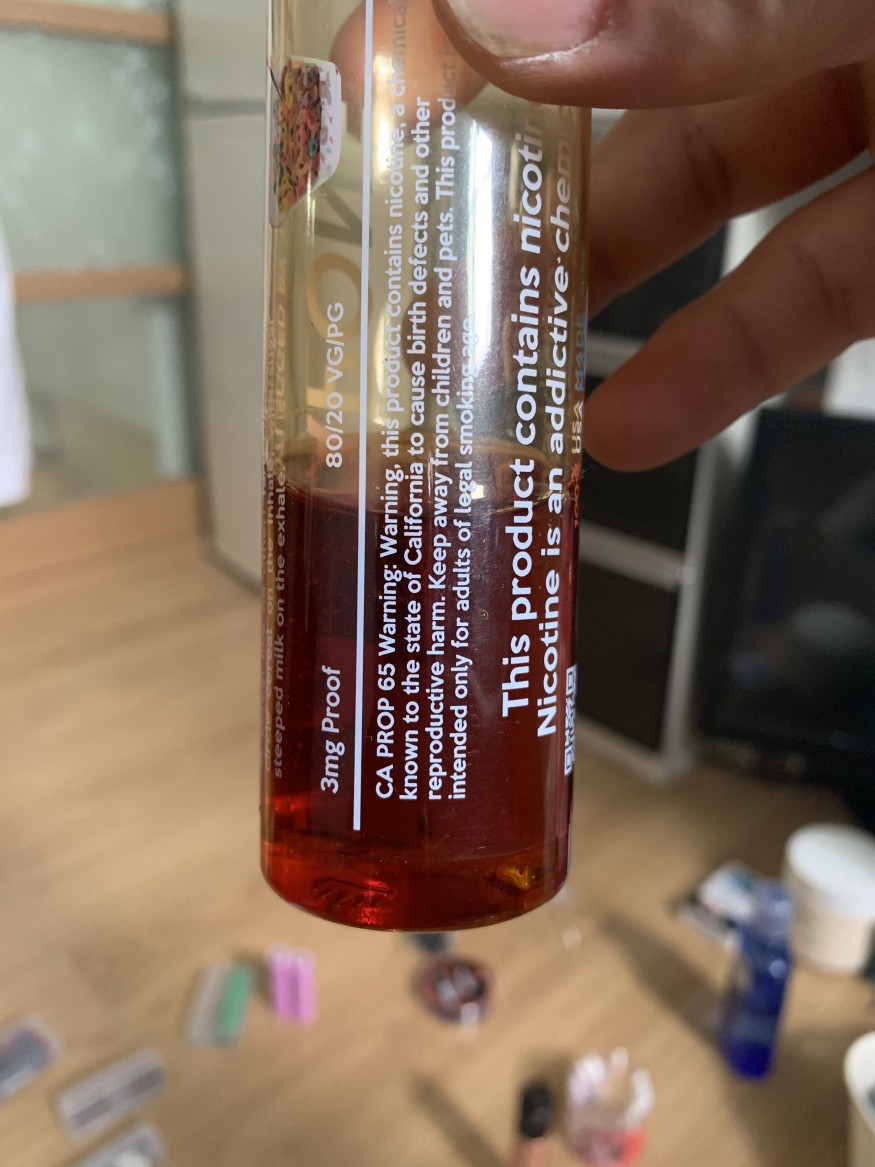 steeped milk on the exhale.
3mg Proof 80/20 VG/PG
CA PROP 65 Warning: Warning, this product contains nicotine, a chemical
known to the state of California to cause birth defects and other
reproductive harm. Keep away from children and pets. This product
intended only for adults of legal smoking age.
This product contains
Nicotine is an addictive
USA